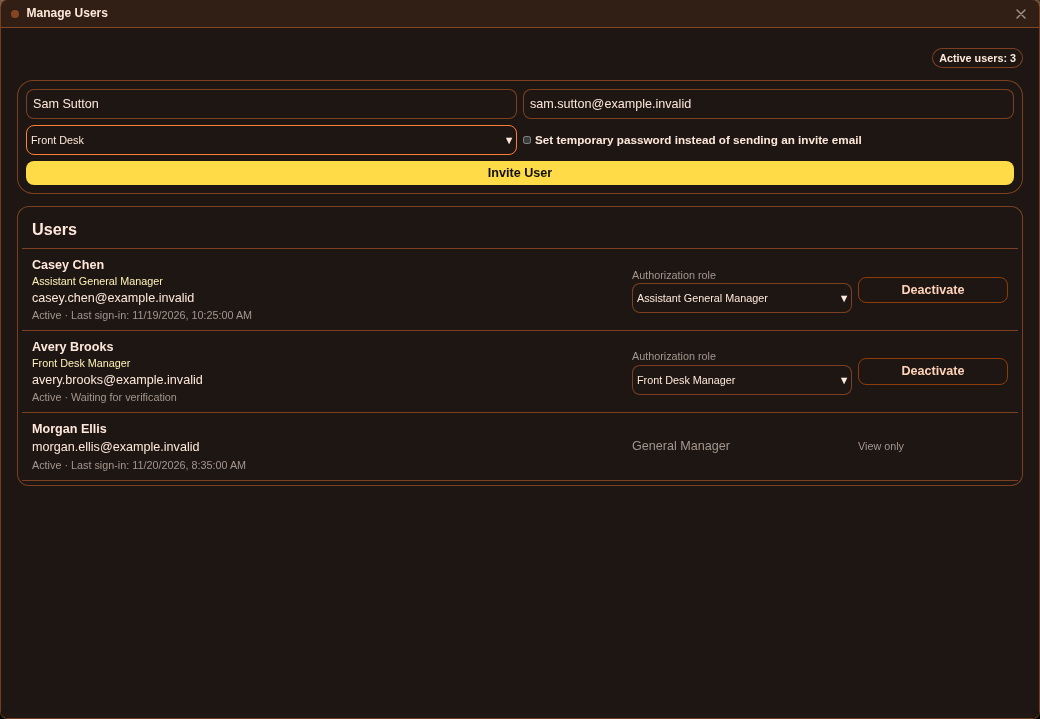 Manage Users
Active users: 3
Sam Sutton
sam.sutton@example.invalid
Front Desk
Set temporary password instead of sending an invite email
Invite User
Users
Casey Chen
Assistant General Manager
casey.chen@example.invalid
Active · Last sign-in: 11/19/2026, 10:25:00 AM
Authorization role
Assistant General Manager
Deactivate
Avery Brooks
Front Desk Manager
avery.brooks@example.invalid
Active · Waiting for verification
Authorization role
Front Desk Manager
Deactivate
Morgan Ellis
morgan.ellis@example.invalid
Active · Last sign-in: 11/20/2026, 8:35:00 AM
General Manager
View only